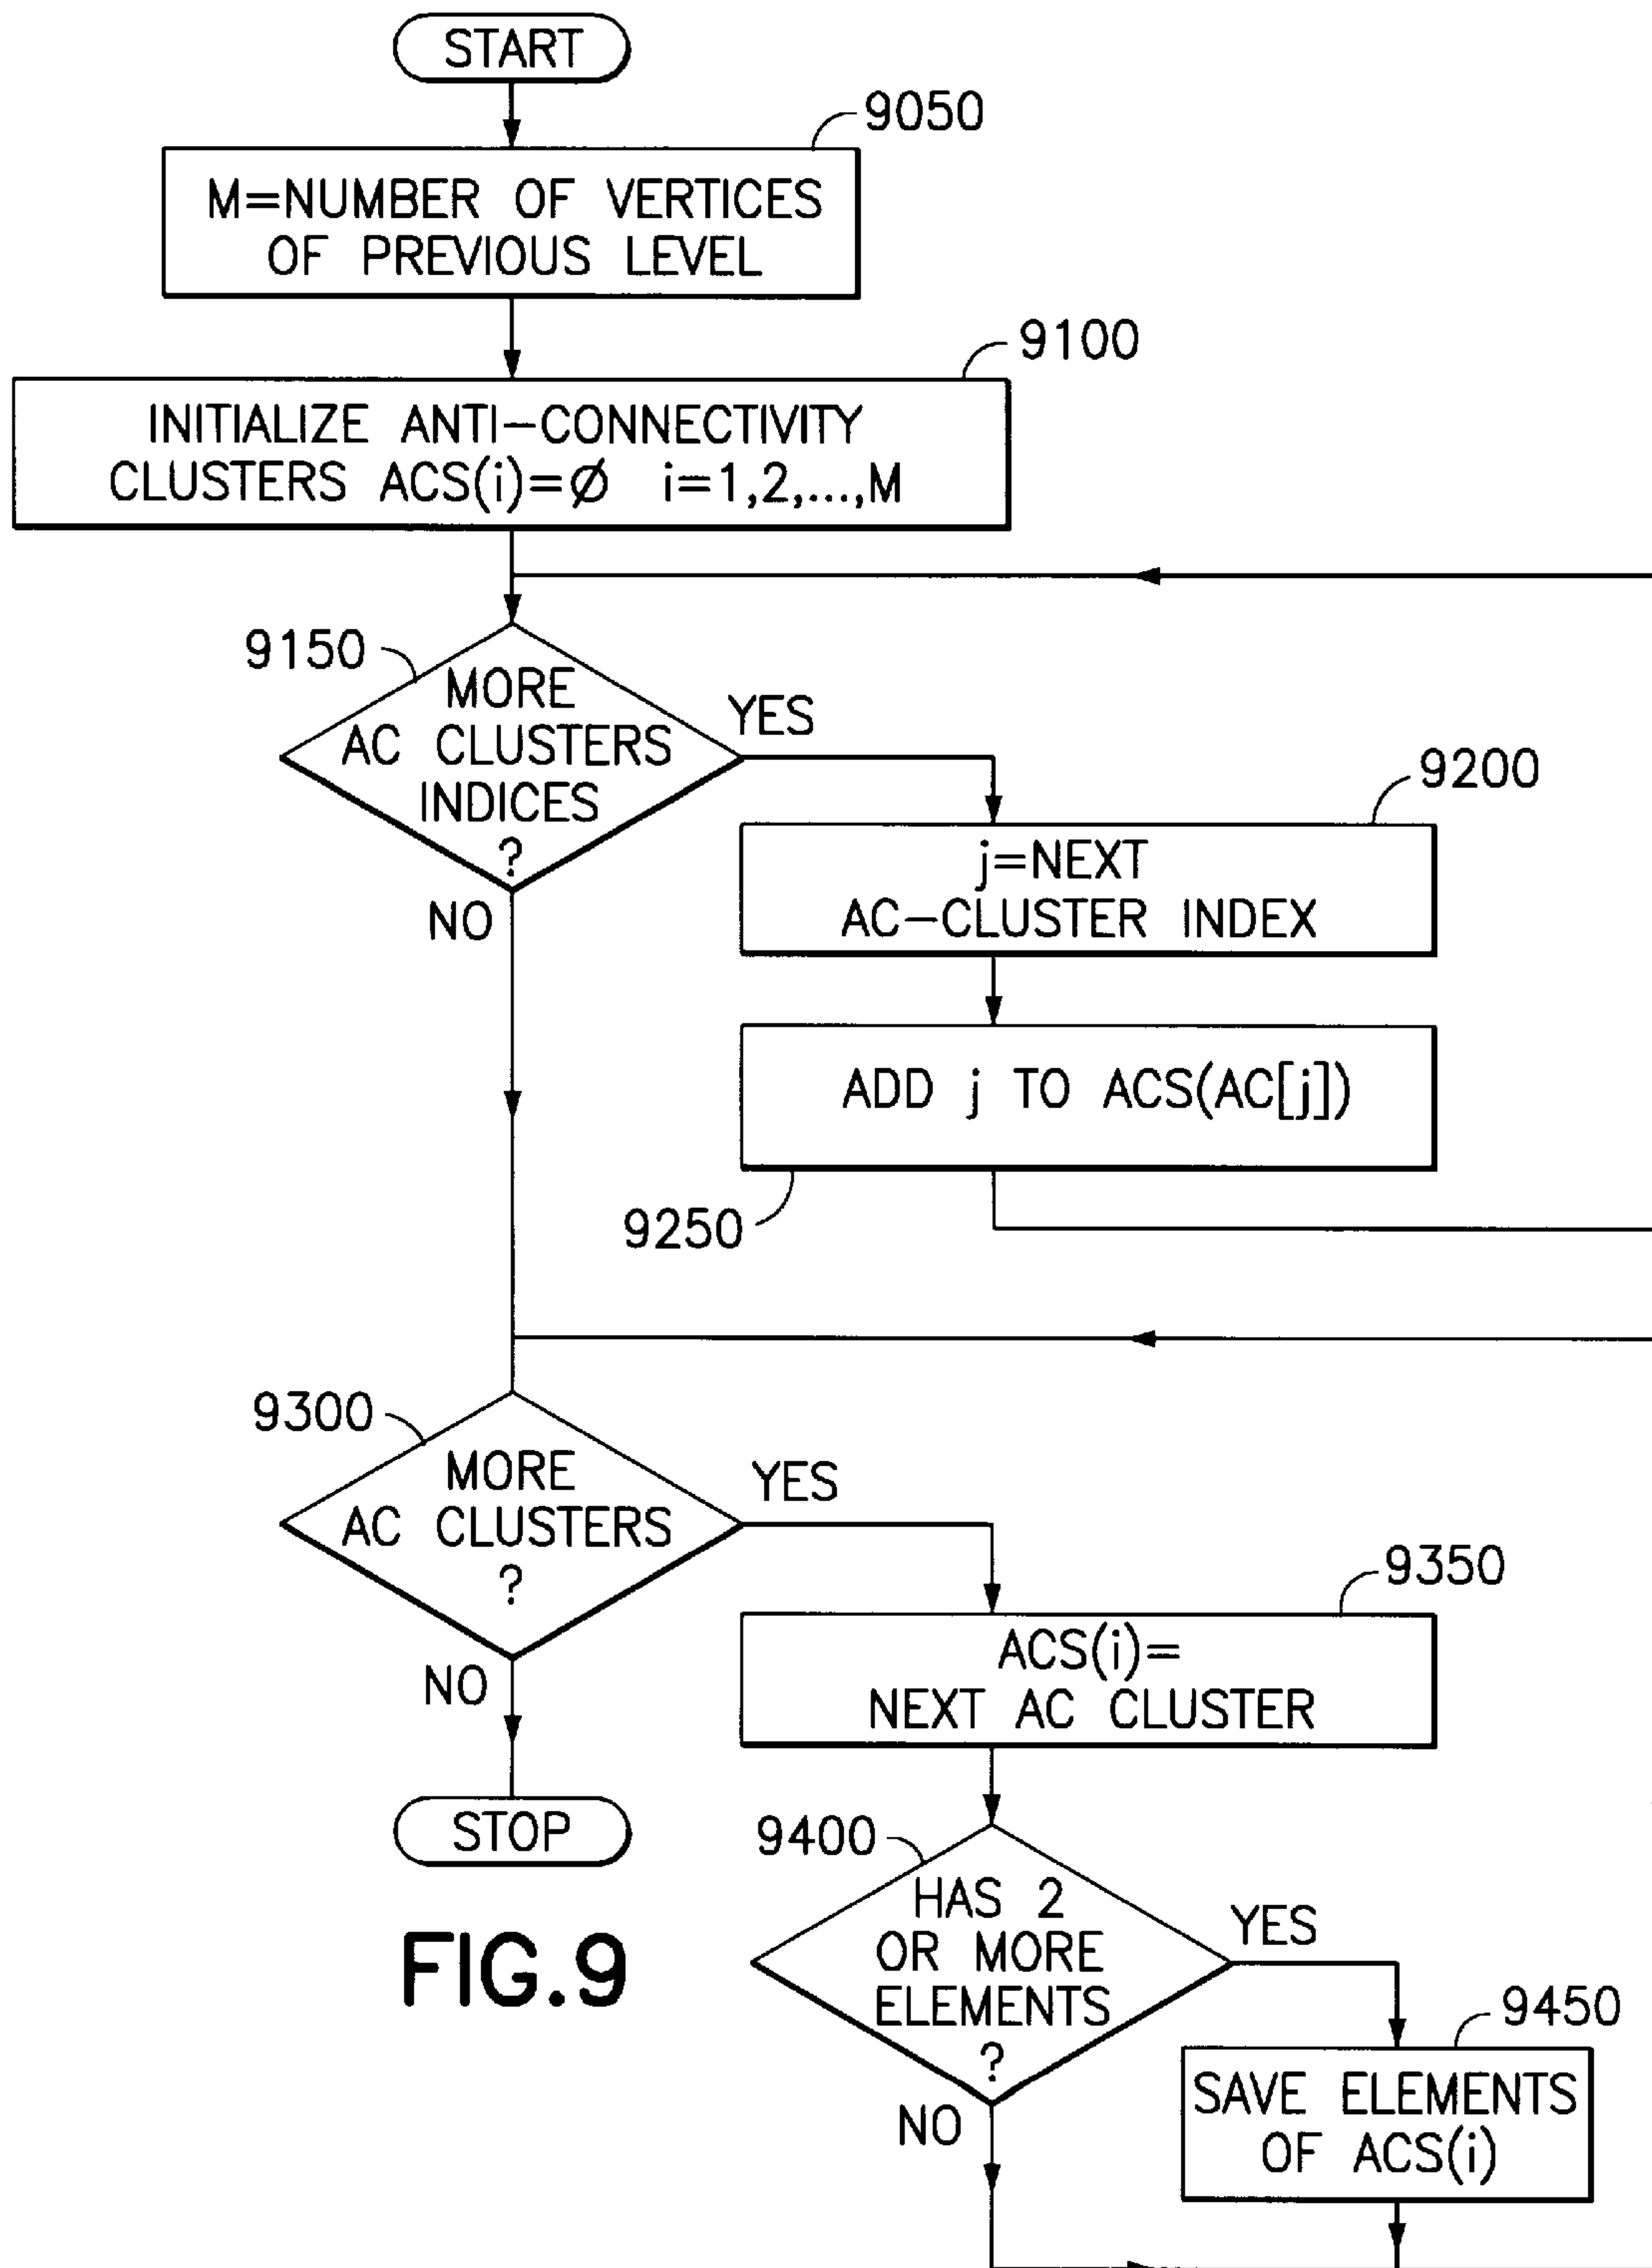 START
9050
M=NUMBER OF VERTICES
OF PREVIOUS LEVEL
9100
INITIALIZE ANTI-CONNECTIVITY
CLUSTERS ACS(i)=Ø i=1,2,...,M
9150
MORE
AC CLUSTERS
INDICES
?
YES
NO
9200
j=NEXT
AC-CLUSTER INDEX
ADD j TO ACS(AC[j])
9250
9300
MORE
AC CLUSTERS
?
YES
NO
9350
ACS(i)=
NEXT AC CLUSTER
STOP
9400
HAS 2
OR MORE
ELEMENTS
?
YES
NO
9450
SAVE ELEMENTS
OF ACS(i)
FIG.9